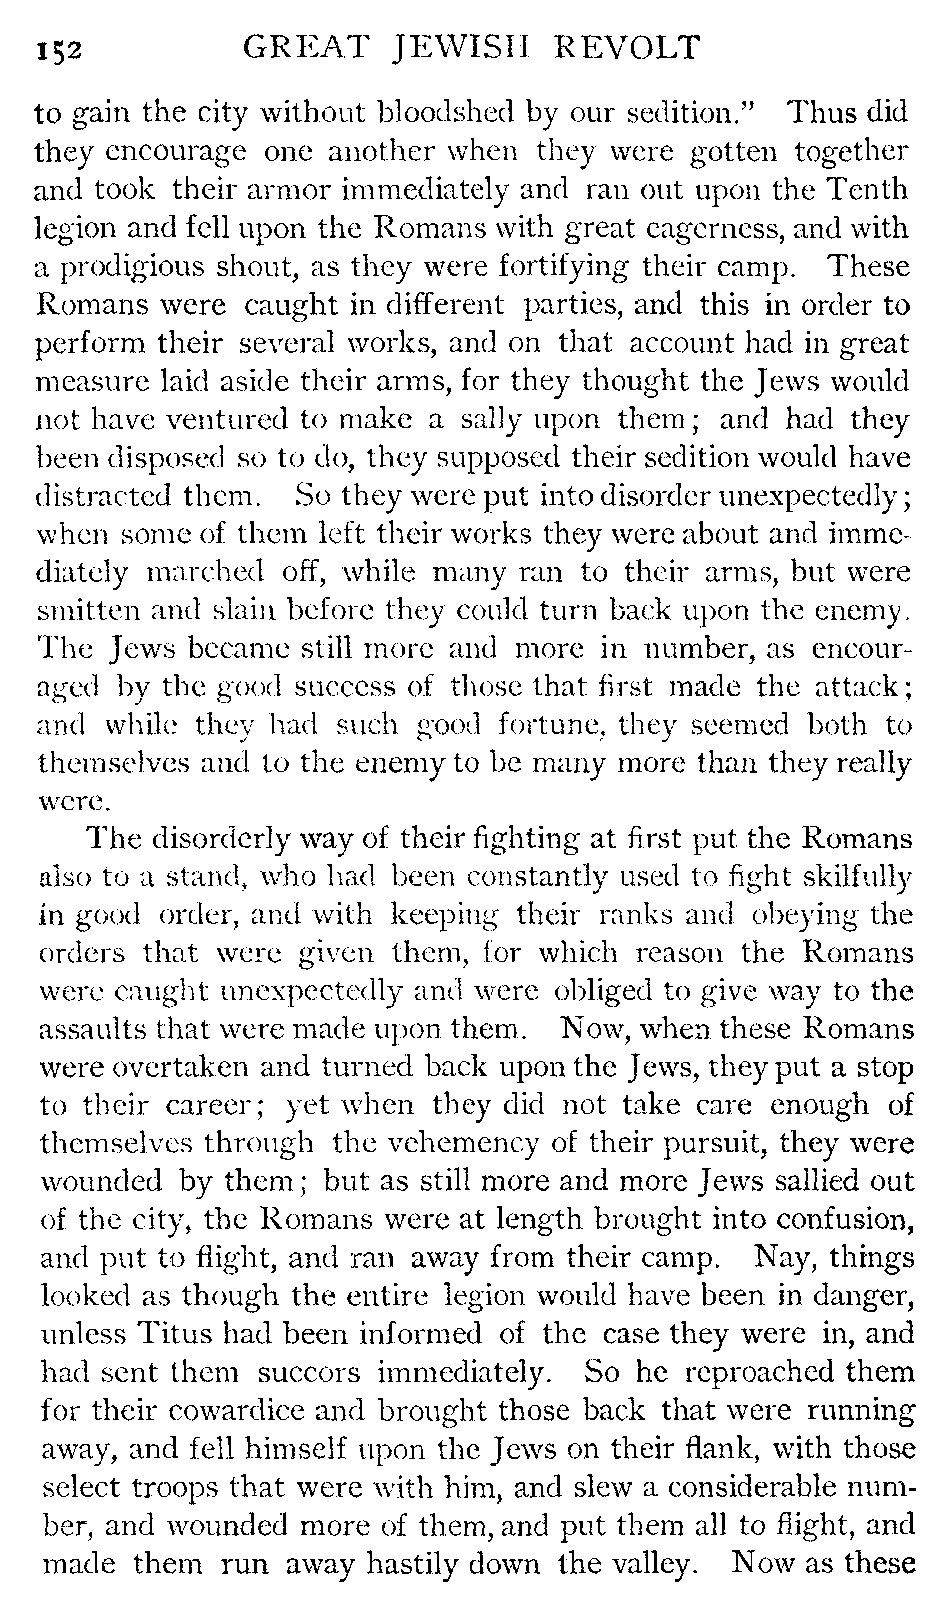 152 GREAT JEWISH REVOLT
to gain the city without bloodshed by our sedition.” Thus did
they encourage one another when they were gotten together
and took their armor immediately and ran out upon the Tenth
legion and fell upon the Romans with great eagerness, and with
a prodigious shout, as they were fortifying their camp. These
Romans were caught in different parties, and this in order to
perform their several works, and on that account had in great
measure laid aside their arms, for they thought the Jews would
not have ventured to make a sally upon them; and had they
been disposed so to do, they supposed their sedition would have
distracted them. So they were put into disorder unexpectedly;
when some of them left their works they were about and imme-
diately marched off, while many ran to their arms, but were
smitten and slain before they could turn back upon the enemy.
The Jews became still more and more in number, as encour-
aged by the good success of those that first made the attack;
and while they had such good fortune, they seemed both to
themselves and to the enemy to be many more than they really
were.
The disorderly way of their fighting at first put the Romans
also to a stand, who had been constantly used to fight skilfully
in good order, and with keeping their ranks and obeying the
orders that were given them, for which reason the Romans
were caught unexpectedly and were obliged to give way to the
assaults that were made upon them. Now, when these Romans
were overtaken and turned back upon the Jews, they put a stop
to their career; yet when they did not take care enough of
themselves through the vehemency of their pursuit, they were
wounded by them; but as still more and more Jews sallied out
of the city, the Romans were at length brought into confusion,
and put to flight, and ran away from their camp. Nay, things
looked as though the entire legion would have been in danger,
unless Titus had been informed of the case they were in, and
had sent them succors immediately. So he reproached them
for their cowardice and brought those back that were running
away, and fell himself upon the Jews on their flank, with those
select troops that were with him, and slew a considerable num-
ber, and wounded more of them, and put them all to flight, and
made them run away hastily down the valley. Now as these